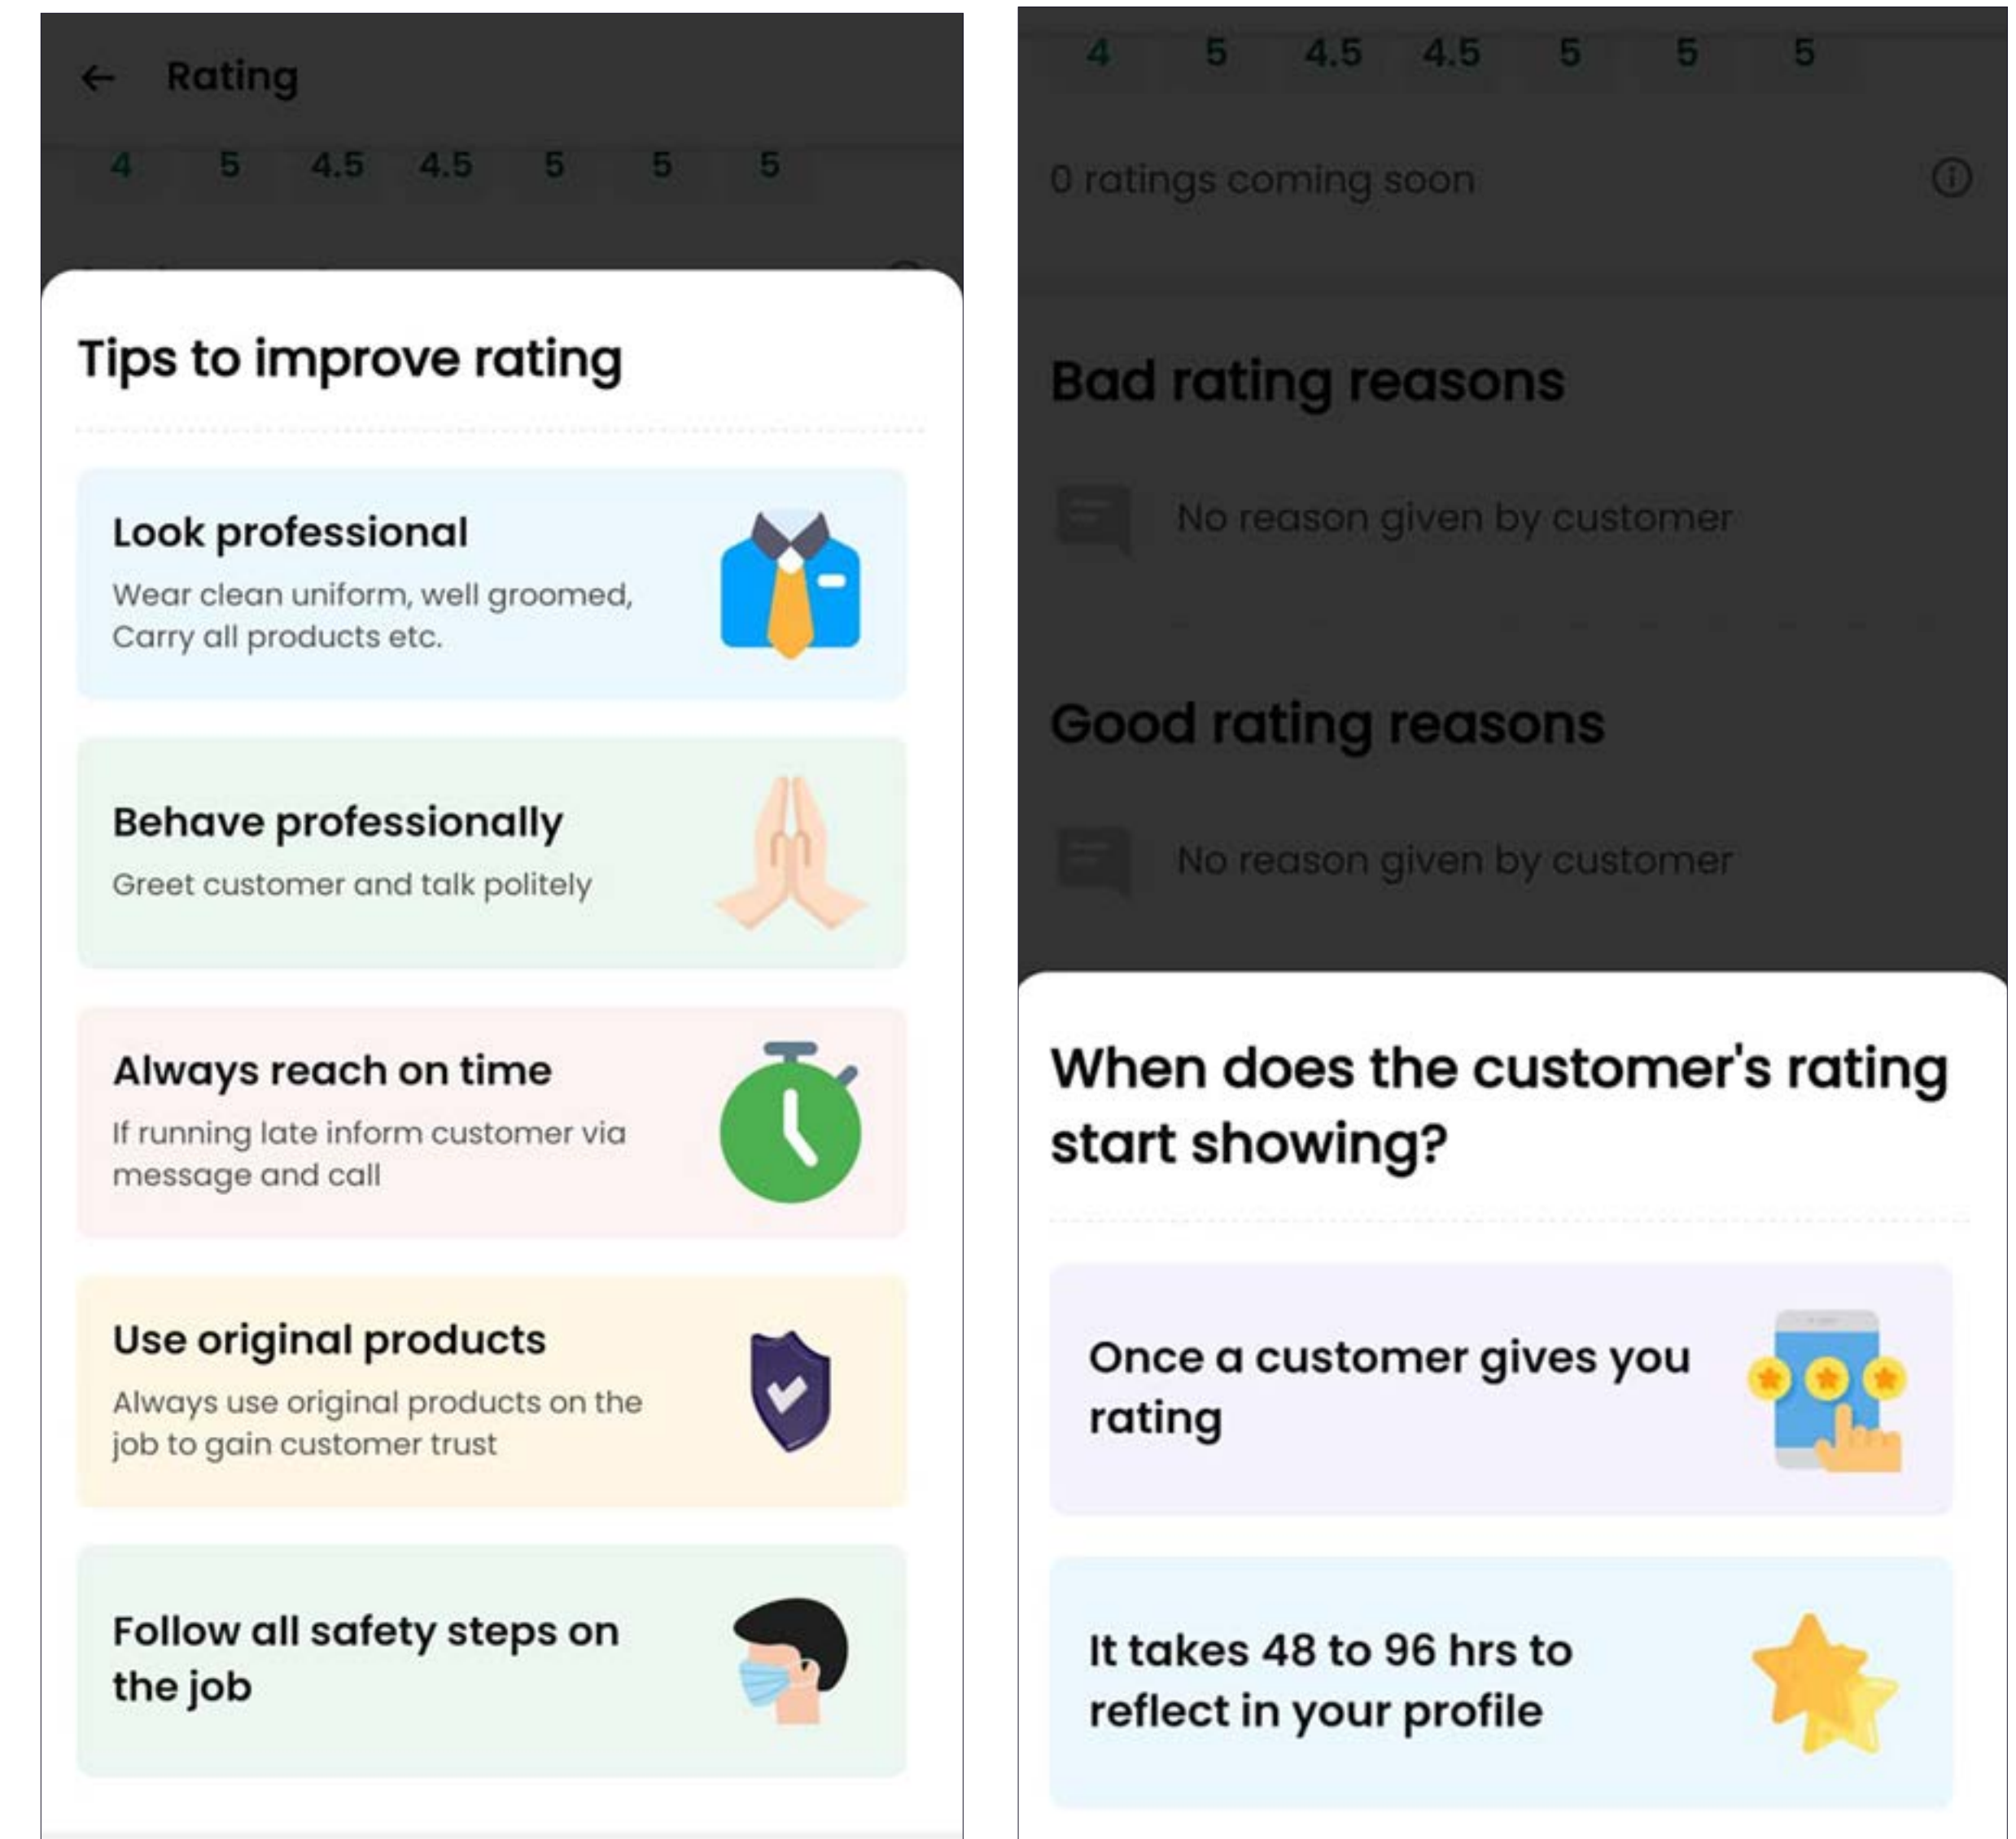 Rating
4 5 4.5 4.5 5 5 5
Tips to improve rating
Look professional
Wear clean uniform, well groomed,
Carry all products etc.
Behave professionally
Greet customer and talk politely
Always reach on time
If running late inform customer via
message and call
Use original products
Always use original products on the
job to gain customer trust
Follow all safety steps on
the job
4 5 4.5 4.5 5 5 5
0 ratings coming soon
Bad rating reasons
No reason given by customer
Good rating reasons
No reason given by customer
When does the customer's rating
start showing?
Once a customer gives you
rating
It takes 48 to 96 hrs to
reflect in your profile